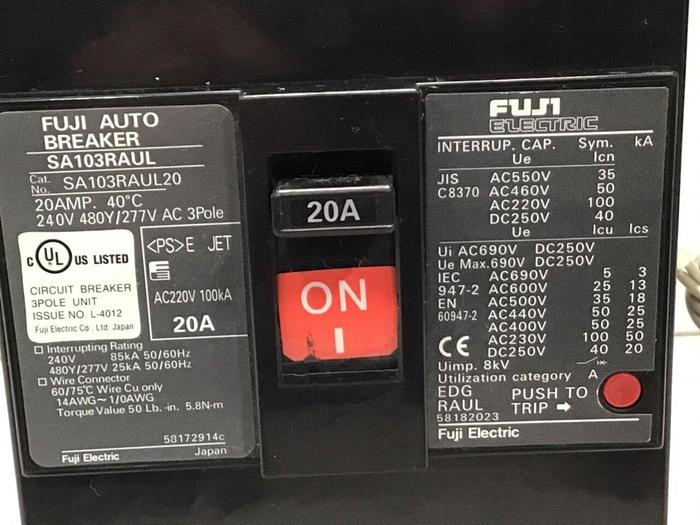 FUJI AUTO
BREAKER
SA103RAUL
Cat. No. SA103RAUL20
20AMP. 40°C
240V 480Y/277V AC 3Pole
C UL US LISTED
CIRCUIT BREAKER
3POLE UNIT
ISSUE NO. L-4012
Fuji Electric Co., Ltd. Japan
<PS>E JET
AC220V 100kA
20A
□ Interrupting Rating
240V 85kA 50/60Hz
480Y/277V 25kA 50/60Hz
□ Wire Connector
60/75°C Wire Cu only
14AWG~1/0AWG
Torque Value 50 Lb.-in. 5.8N·m
58172914c
Fuji Electric Japan
20A
ON
I
FUJI
ELECTRIC
INTERRUP. CAP. Sym. kA
Ue Icn
JIS AC550V 35
C8370 AC460V 50
AC220V 100
DC250V 40
Ue Icu Ics
Ui AC690V DC250V
Ue Max.690V DC250V
IEC AC690V 5 3
947-2 AC600V 25 13
EN AC500V 35 18
60947-2 AC440V 50 25
AC400V 50 25
AC230V 100 50
CE DC250V 40 20
Uimp. 8kV
Utilization category A
EDG PUSH TO
RAUL TRIP →
58182023
Fuji Electric